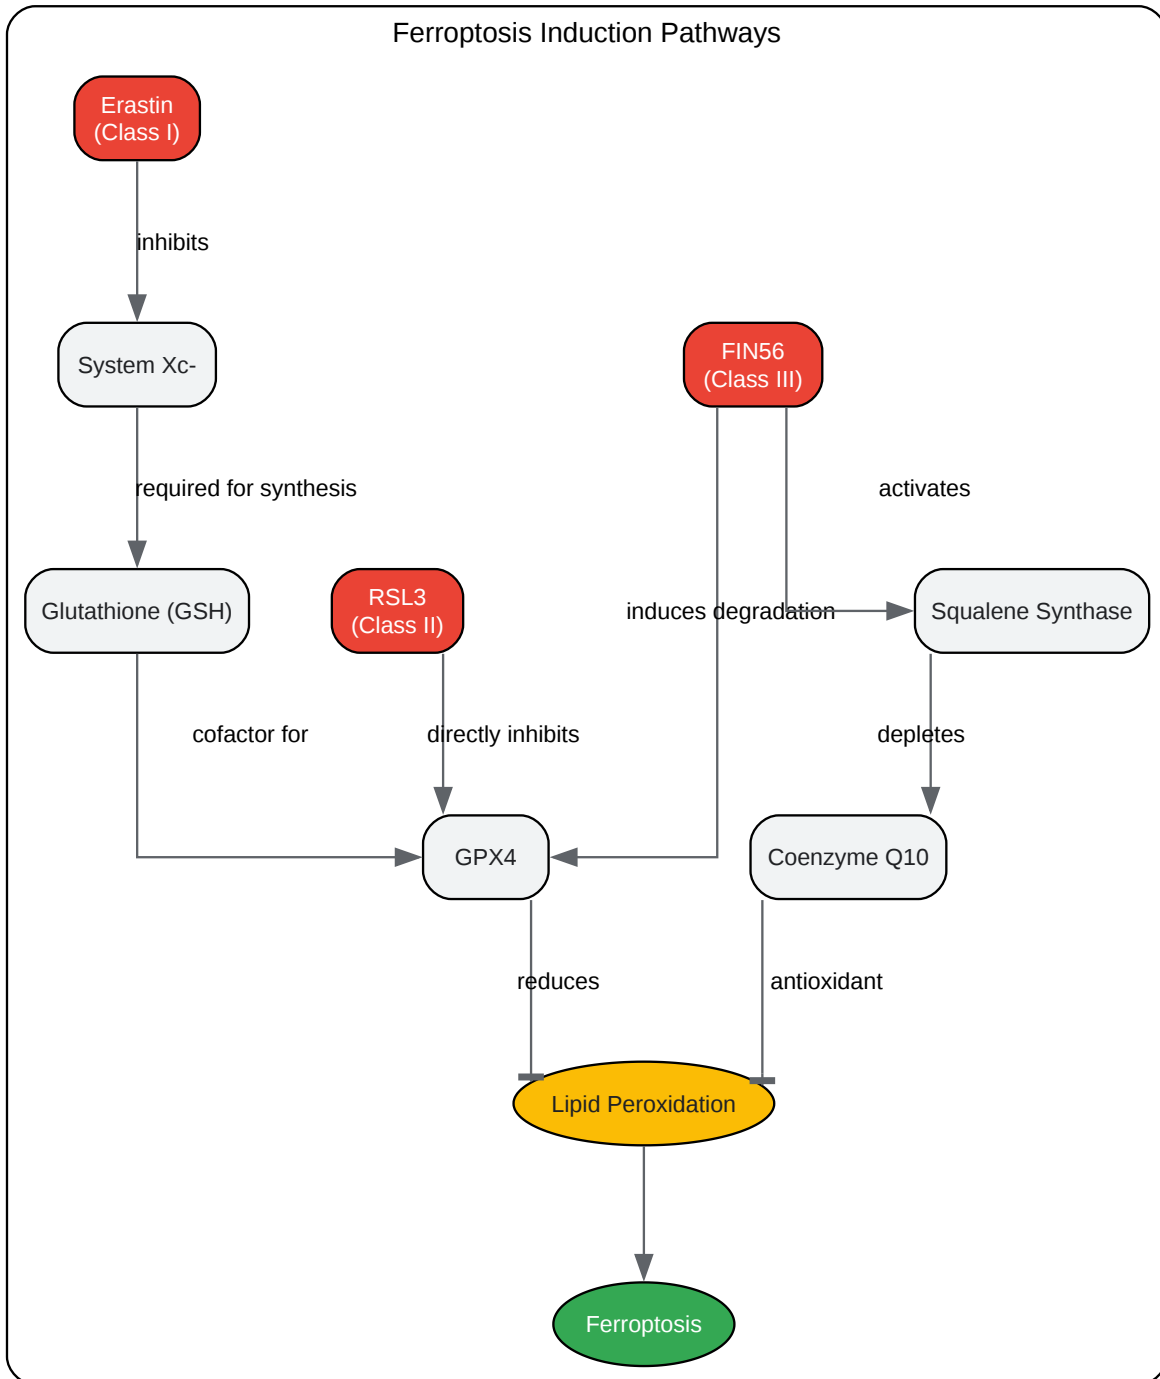 Ferroptosis Induction Pathways
Erastin
(Class I)
inhibits
System Xc-
FIN56
(Class III)
required for synthesis
activates
Glutathione (GSH)
RSL3
(Class II)
induces degradation
Squalene Synthase
cofactor for
directly inhibits
depletes
GPX4
Coenzyme Q10
reduces
antioxidant
Lipid Peroxidation
Ferroptosis